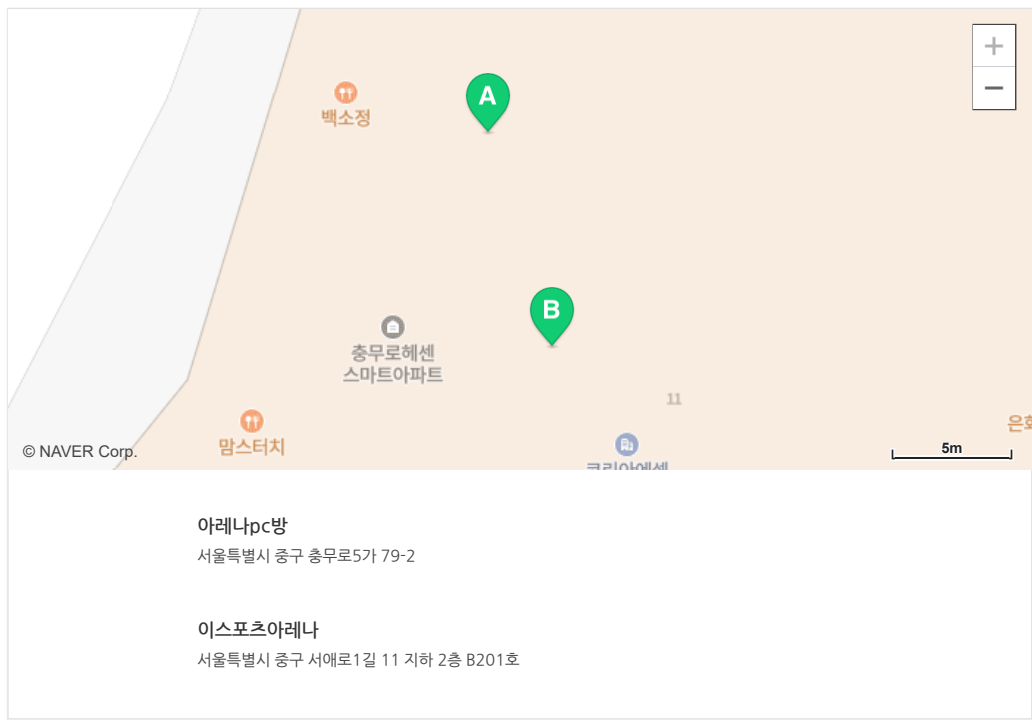 A
백소정
B
충무로헤센
스마트아파트
11
맘스터치
© NAVER Corp.
5m
아레나pc방
서울특별시 중구 충무로5가 79-2
이스포츠아레나
서울특별시 중구 서애로1길 11 지하 2층 B201호